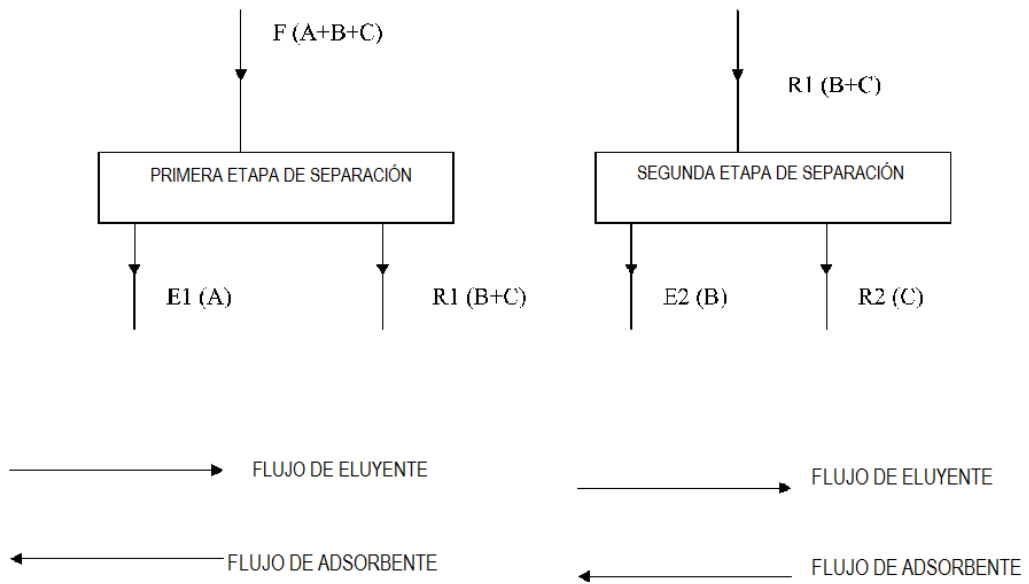 F (A+B+C)
PRIMERA ETAPA DE SEPARACIÓN
E1 (A)
R1 (B+C)
FLUJO DE ELUYENTE
FLUJO DE ADSORBENTE
R1 (B+C)
SEGUNDA ETAPA DE SEPARACIÓN
E2 (B)
R2 (C)
FLUJO DE ELUYENTE
FLUJO DE ADSORBENTE